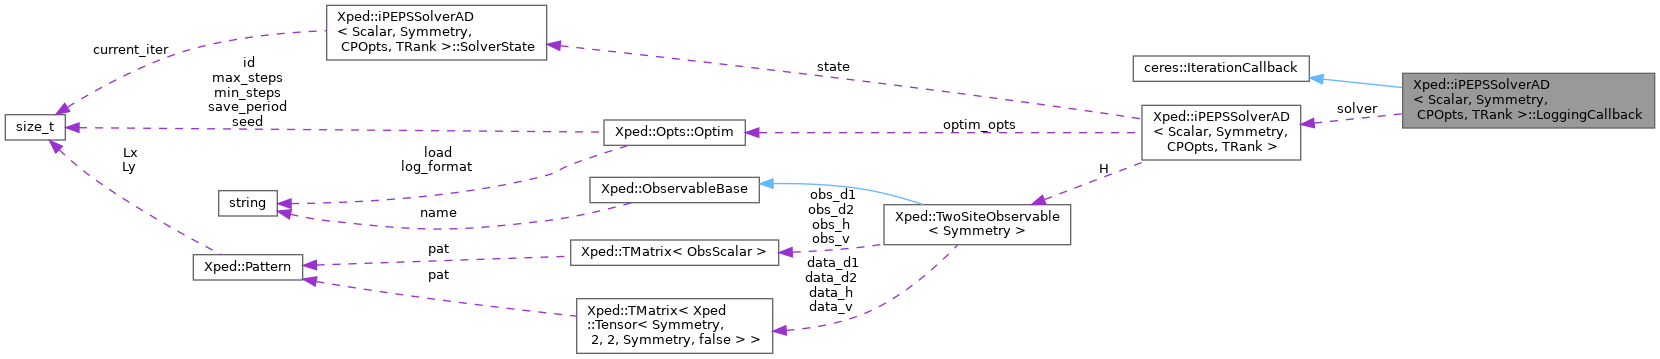 Xped::iPEPSSolverAD
< Scalar, Symmetry,
CPOpts, TRank >::SolverState
current_iter
id
max_steps
min_steps
save_period
seed
size_t
state
ceres::IterationCallback
Xped::iPEPSSolverAD
< Scalar, Symmetry,
CPOpts, TRank >::LoggingCallback
solver
Xped::iPEPSSolverAD
< Scalar, Symmetry,
CPOpts, TRank >
optim_opts
Xped::Opts::Optim
Lx
Ly
load
log_format
H
string
Xped::ObservableBase
name
obs_d1
obs_d2
obs_h
obs_v
Xped::TwoSiteObservable
< Symmetry >
Xped::Pattern
pat
Xped::TMatrix< ObsScalar >
pat
data_d1
data_d2
data_h
data_v
Xped::TMatrix< Xped
::Tensor< Symmetry,
2, 2, Symmetry, false > >